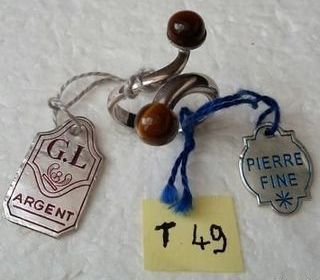 G.L
ARGENT
PIERRE
FINE
T 49